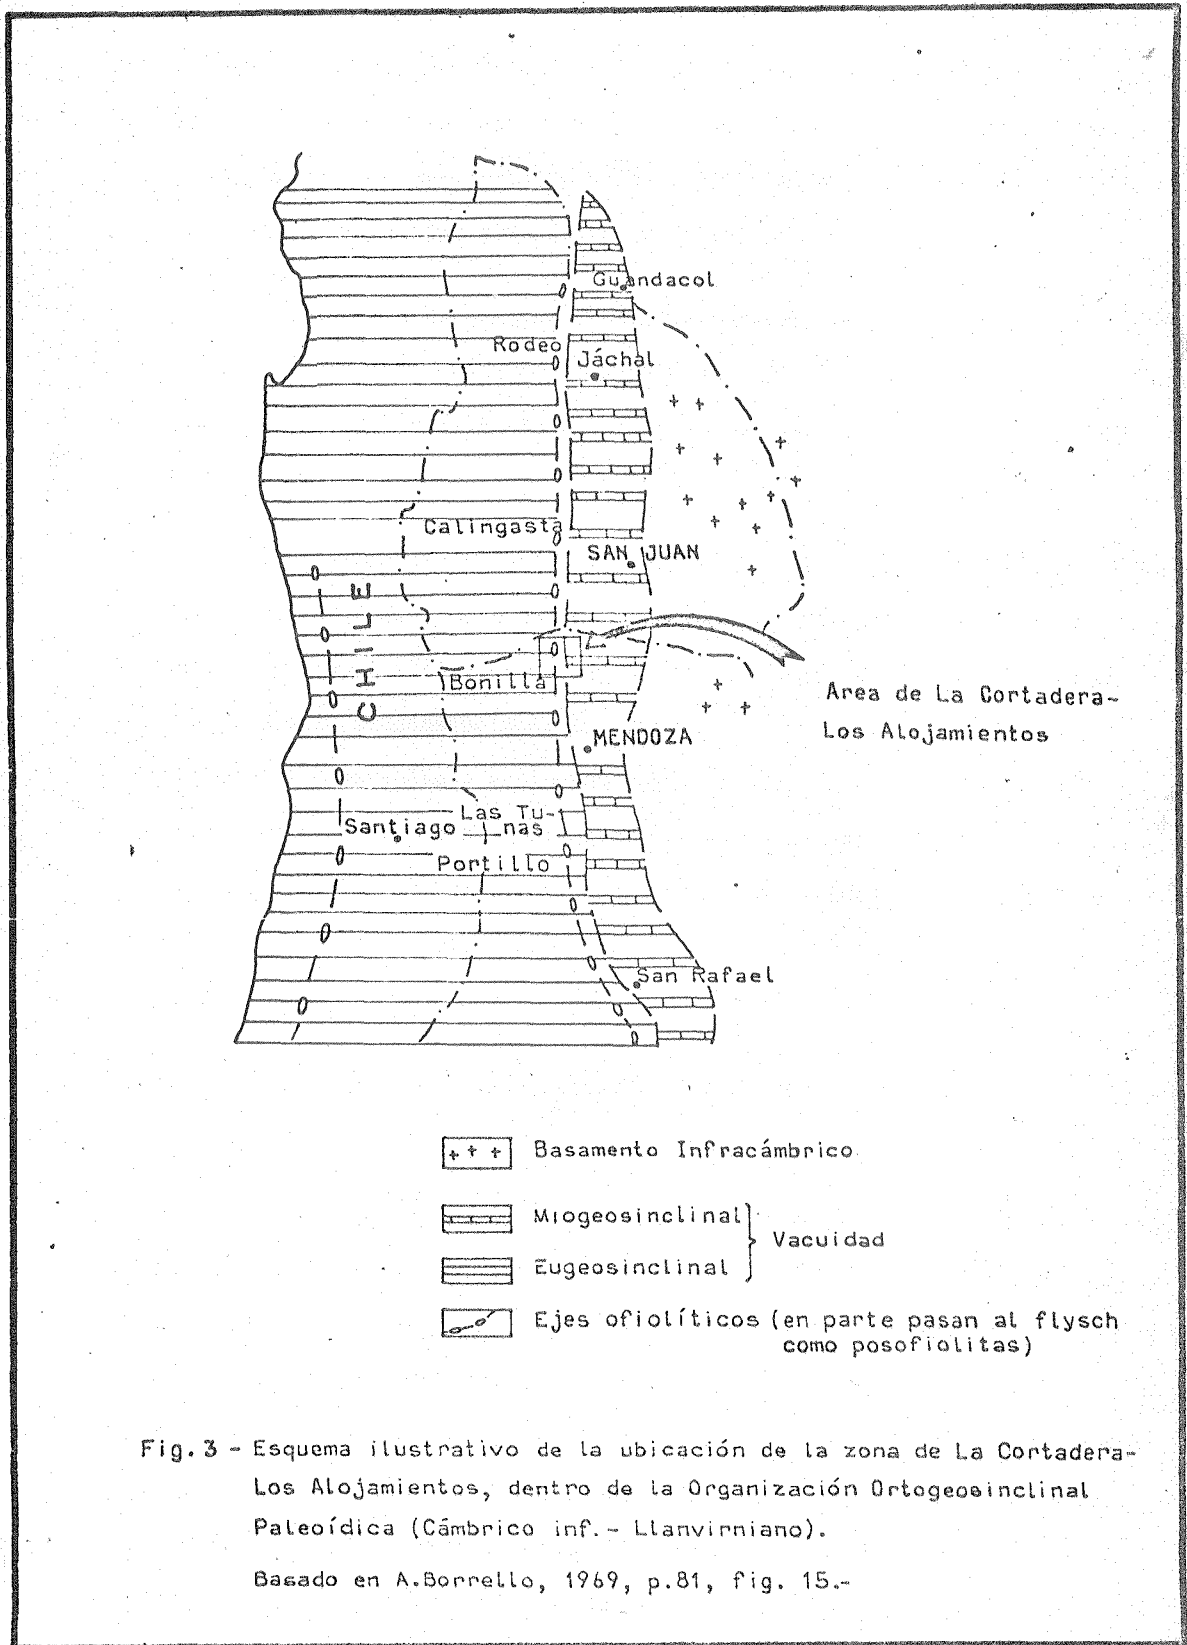 Guandacol
Rodeo
Jáchal
Calingasta
SAN JUAN
CHILE
Bonilla
Area de La Cortadera-
Los Alojamientos
MENDOZA
Las Tu-
nas
Santiago
Portillo
San Rafael
Basamento Infracámbrico
Miogeosinclinal
Vacuidad
Eugeosinclinal
Ejes ofiolíticos (en parte pasan al flysch
como posofiolitas)
Fig. 3 - Esquema ilustrativo de la ubicación de la zona de La Cortadera-
Los Alojamientos, dentro de la Organización Ortogeosinclinal
Paleoídica (Cámbrico inf. - Llanvirniano).
Basado en A.Borrello, 1969, p.81, fig. 15.-